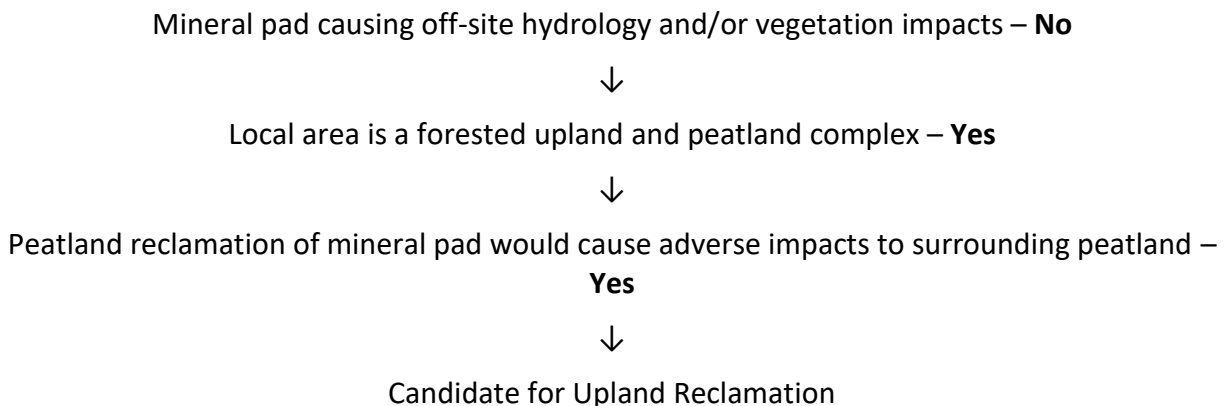 Mineral pad causing off-site hydrology and/or vegetation impacts – No
↓
Local area is a forested upland and peatland complex – Yes
↓
Peatland reclamation of mineral pad would cause adverse impacts to surrounding peatland –
Yes
↓
Candidate for Upland Reclamation